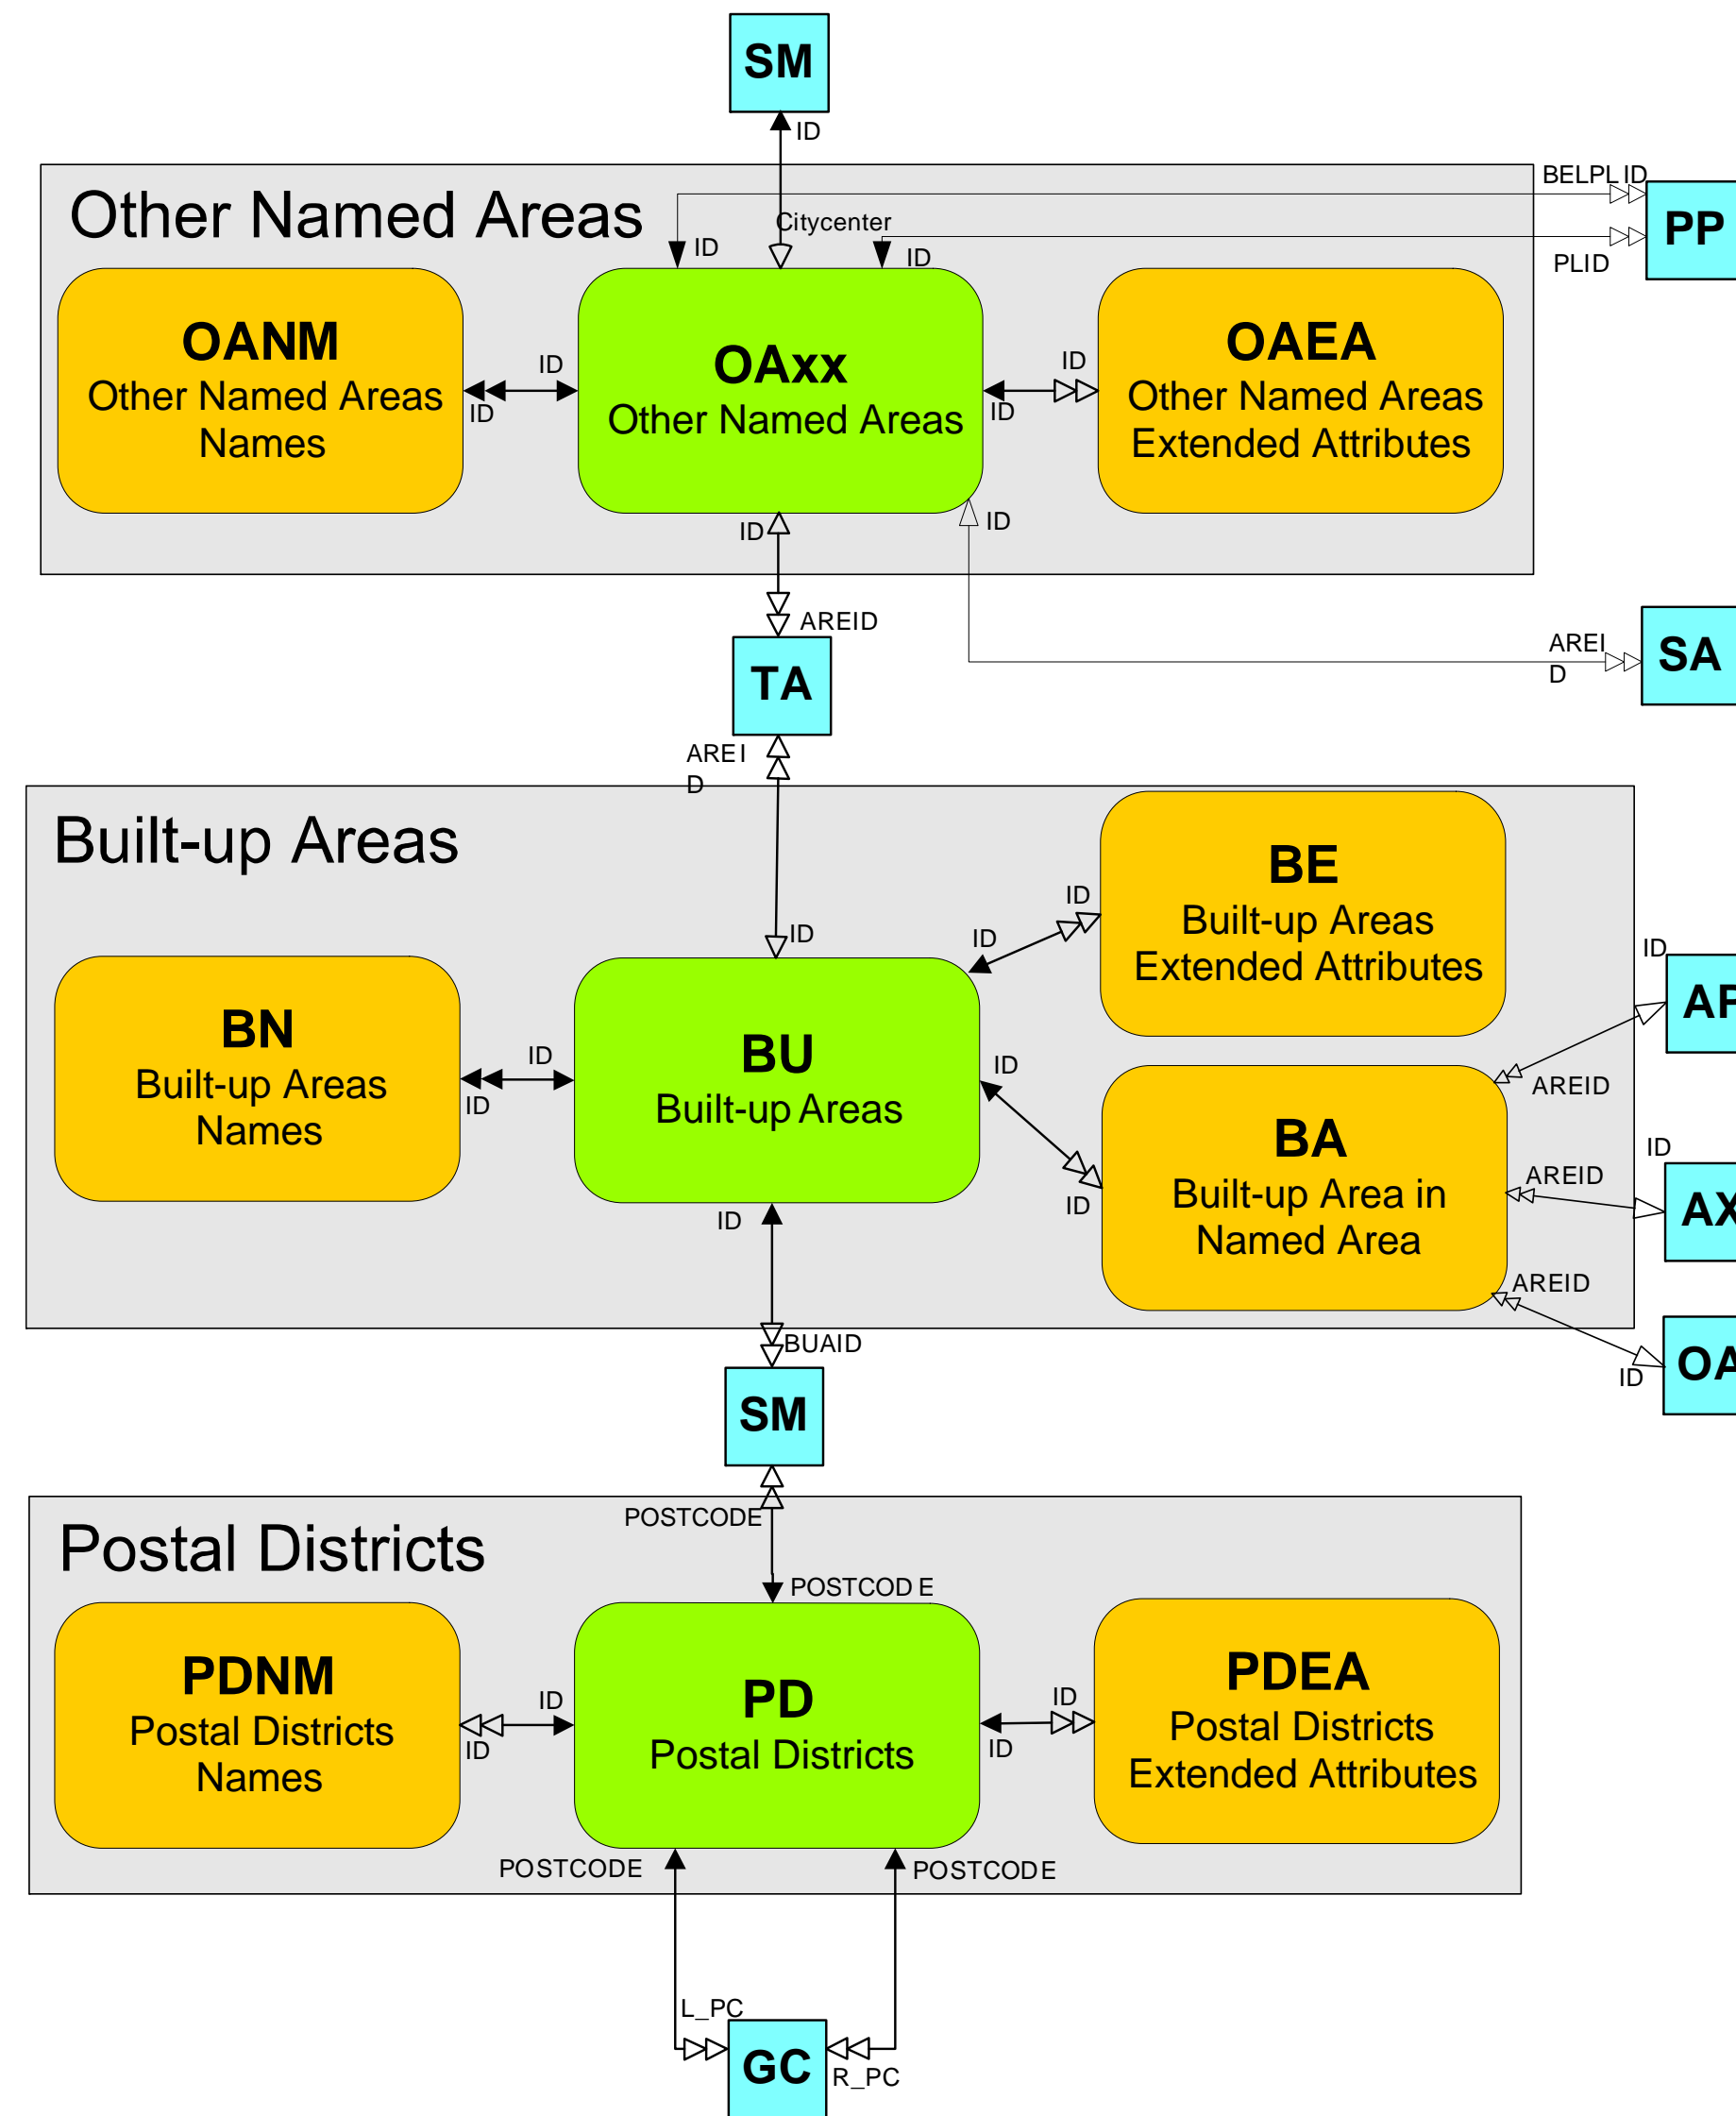 SM
ID
BELPL ID
Other Named Areas
Citycenter
PP
ID
ID
PLID
OANM
Other Named Areas
Names
ID
ID
OAxx
Other Named Areas
ID
ID
OAEA
Other Named Areas
Extended Attributes
ID
ID
AREID
TA
AREI
D
SA
AREI
D
Built-up Areas
BE
Built-up Areas
Extended Attributes
ID
ID
ID
ID
BN
Built-up Areas
Names
ID
ID
BU
Built-up Areas
ID
AREID
BA
Built-up Area in
Named Area
ID
ID
AREID
AX
ID
AREID
BUAID
ID
OA
SM
POSTCODE
Postal Districts
POSTCOD E
PDNM
Postal Districts
Names
ID
ID
PD
Postal Districts
ID
ID
PDEA
Postal Districts
Extended Attributes
POSTCODE
POSTCODE
L_PC
GC
R_PC